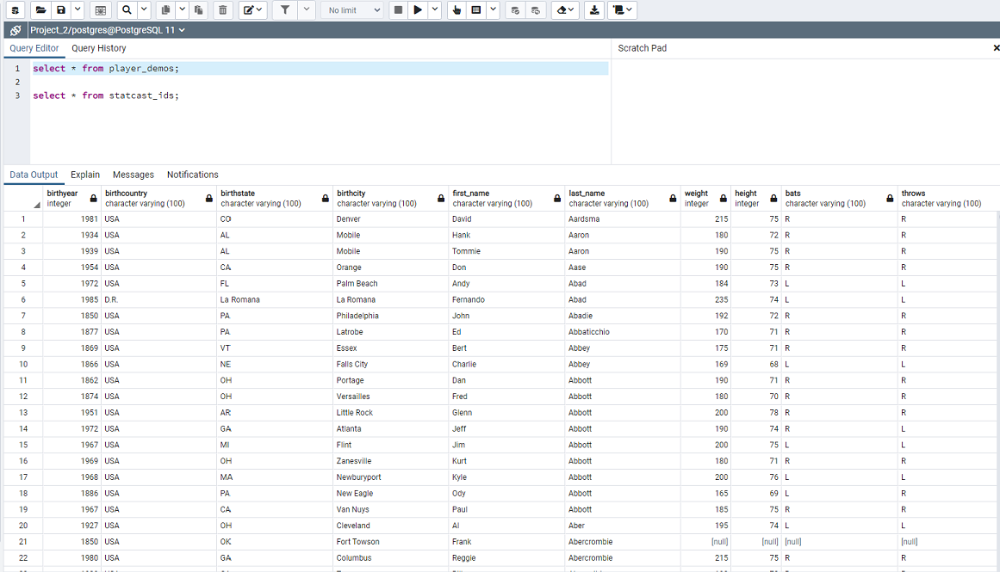 No limit
Project_2/postgres@PostgreSQL 11
Query Editor Query History Scratch Pad
1 select * from player_demos;
2
3 select * from statcast_ids;
Data Output Explain Messages Notifications
birthyear birthcountry birthstate birthcity first_name last_name weight height bats throws
integer character varying (100) character varying (100) character varying (100) character varying (100) character varying (100) integer integer character varying (100) character varying (100)
1 1981 USA CO Denver David Aardsma 215 75 R R
2 1934 USA AL Mobile Hank Aaron 180 72 R R
3 1939 USA AL Mobile Tommie Aaron 190 75 R R
4 1954 USA CA Orange Don Aase 190 75 R R
5 1972 USA FL Palm Beach Andy Abad 184 73 L L
6 1985 D.R. La Romana La Romana Fernando Abad 235 74 L L
7 1850 USA PA Philadelphia John Abadie 192 72 R R
8 1877 USA PA Latrobe Ed Abbaticchio 170 71 R R
9 1869 USA VT Essex Bert Abbey 175 71 R R
10 1866 USA NE Falls City Charlie Abbey 169 68 L L
11 1862 USA OH Portage Dan Abbott 190 71 R R
12 1874 USA OH Versailles Fred Abbott 180 70 R R
13 1951 USA AR Little Rock Glenn Abbott 200 78 R R
14 1972 USA GA Atlanta Jeff Abbott 190 74 R L
15 1967 USA MI Flint Jim Abbott 200 75 L L
16 1969 USA OH Zanesville Kurt Abbott 180 71 R R
17 1968 USA MA Newburyport Kyle Abbott 200 76 L L
18 1886 USA PA New Eagle Ody Abbott 165 69 L R
19 1967 USA CA Van Nuys Paul Abbott 185 75 R R
20 1927 USA OH Cleveland Al Aber 195 74 L L
21 1850 USA OK Fort Towson Frank Abercrombie [null] [null] [null] [null]
22 1980 USA GA Columbus Reggie Abercrombie 215 75 R R